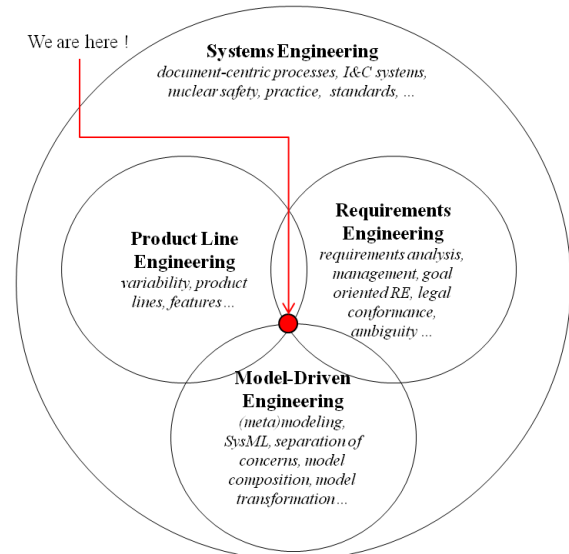 We are here !
Systems Engineering
document-centric processes, I&C systems,
nuclear safety, practice, standards, ...
Product Line
Engineering
variability, product
lines, features ...
Requirements
Engineering
requirements analysis,
management, goal
oriented RE, legal
conformance,
ambiguity ...
Model-Driven
Engineering
(meta)modeling,
SysML, separation of
concerns, model
composition, model
transformation ...